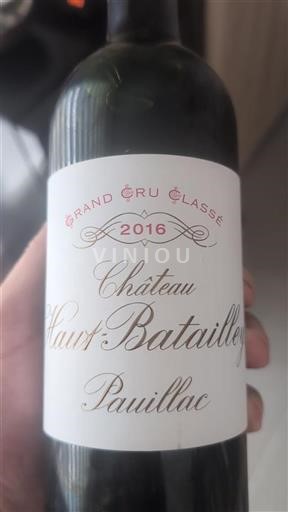 GRAND CRU CLASSÉ
2016
VINIOU
Château
Haut-Batailley
Pauillac